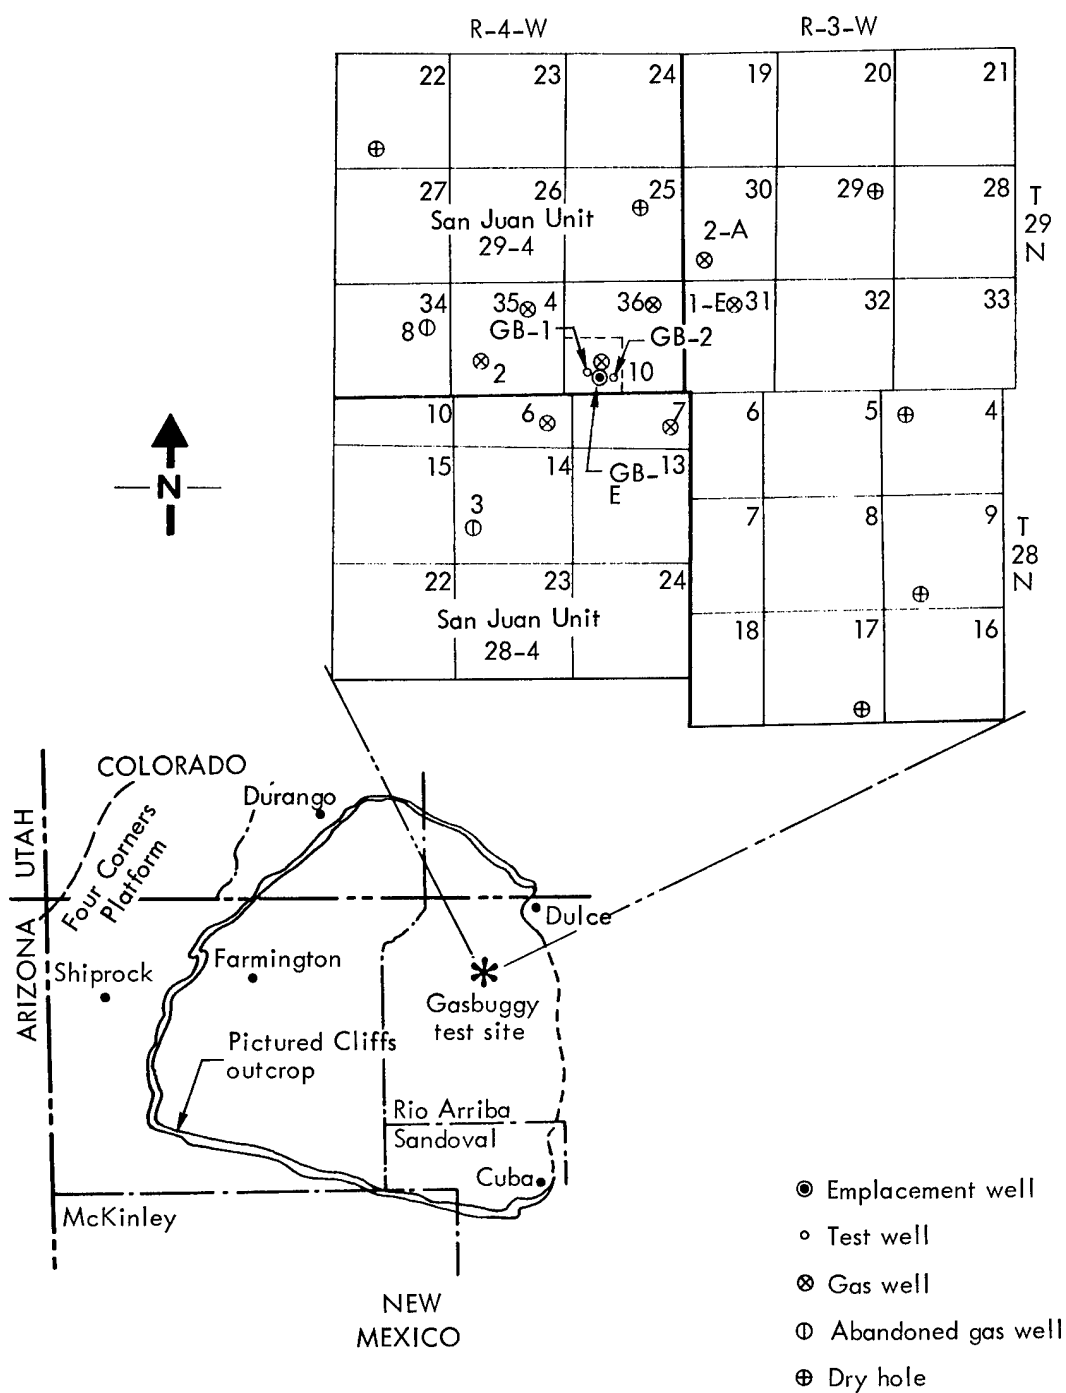 R-4-W R-3-W
22 23 24 19 20 21
27 26 25 30 29 28
San Juan Unit
29-4
2-A
T
29
N
34 35 4 36 1-E 31 32 33
8
GB-1 GB-2
2 10
10 6 7 6 5 4
15 14 13
GB-
E
3
7 8 9
T
28
N
22 23 24
San Juan Unit
28-4
18 17 16
N
COLORADO
Durango
UTAH
Four Corners
Platform
ARIZONA
Dulce
Shiprock
Farmington
Gasbuggy
test site
Pictured Cliffs
outcrop
Rio Arriba
Sandoval
Cuba
McKinley
NEW
MEXICO
Emplacement well
Test well
Gas well
Abandoned gas well
Dry hole